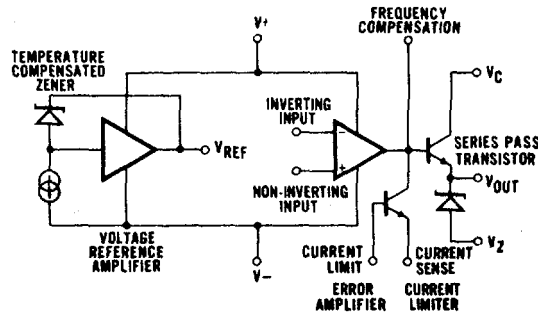 FREQUENCY
COMPENSATION
V+
TEMPERATURE
COMPENSATED
ZENER
VC
INVERTING
INPUT
−
VREF
SERIES PASS
TRANSISTOR
+
VOUT
NON-INVERTING
INPUT
VOLTAGE
REFERENCE
AMPLIFIER
VZ
CURRENT
LIMIT
CURRENT
SENSE
V−
ERROR
AMPLIFIER
CURRENT
LIMITER